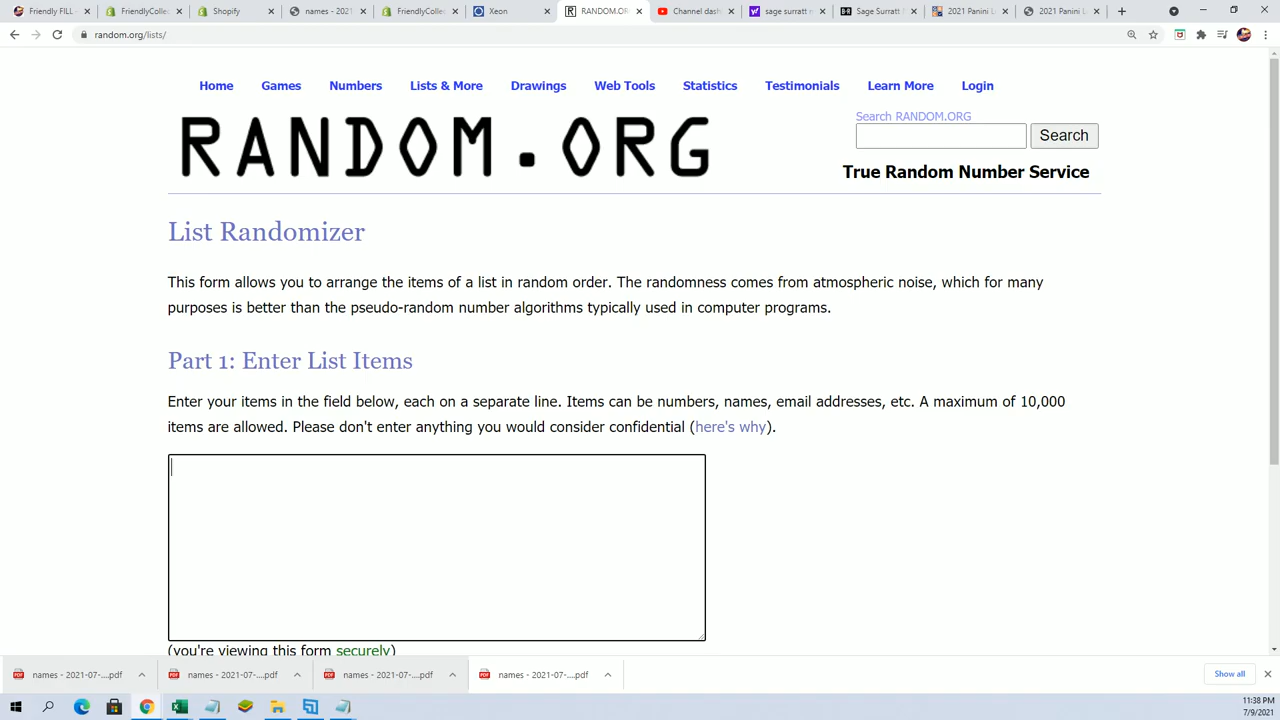 Friendly FILL -
FriendlyCollec
Shopify
names - 2021
FriendlyCollec
Xeon
RANDOM.OR
Channel dash
sage surratt n
Sage Surratt
2021 Panini L
2021 Panini L
random.org/lists/
Home
Games
Numbers
Lists & More
Drawings
Web Tools
Statistics
Testimonials
Learn More
Login
RANDOM.ORG
Search RANDOM.ORG
Search
True Random Number Service
List Randomizer
This form allows you to arrange the items of a list in random order. The randomness comes from atmospheric noise, which for many
purposes is better than the pseudo-random number algorithms typically used in computer programs.
Part 1: Enter List Items
Enter your items in the field below, each on a separate line. Items can be numbers, names, email addresses, etc. A maximum of 10,000
items are allowed. Please don't enter anything you would consider confidential (here's why).
(you're viewing this form securely)
names - 2021-07-....pdf
names - 2021-07-....pdf
names - 2021-07-....pdf
names - 2021-07-....pdf
Show all
11:38 PM
7/9/2021